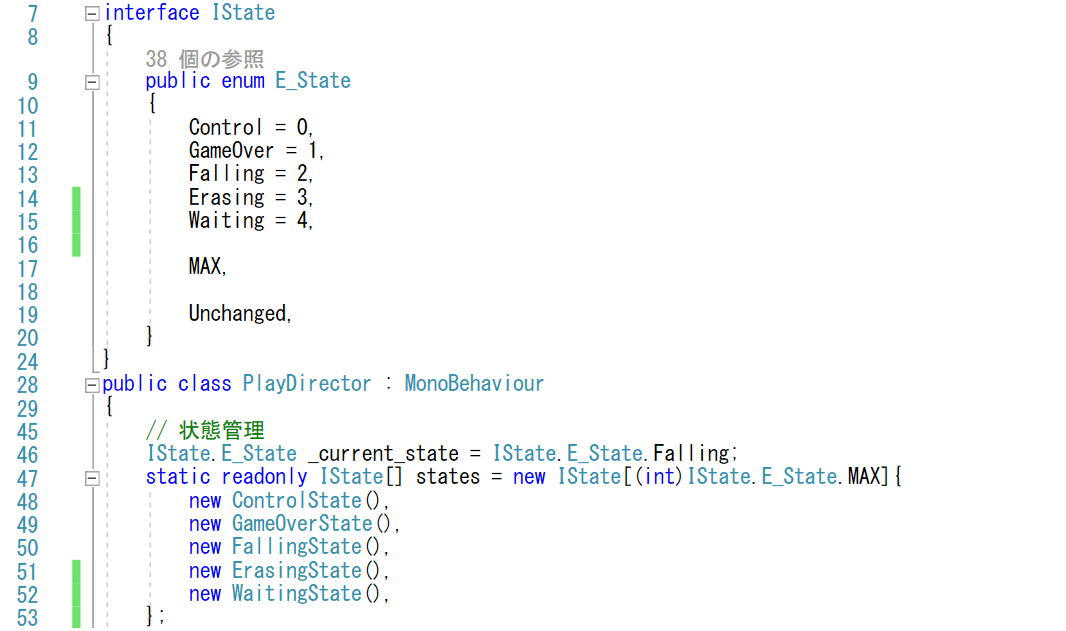 7 interface IState
8 {
38 個の参照
9 public enum E_State
10 {
11 Control = 0,
12 GameOver = 1,
13 Falling = 2,
14 Erasing = 3,
15 Waiting = 4,
16
17 MAX,
18
19 Unchanged,
20 }
24 }
28 public class PlayDirector : MonoBehaviour
29 {
45 // 状態管理
46 IState.E_State _current_state = IState.E_State.Falling;
47 static readonly IState[] states = new IState[(int)IState.E_State.MAX]{
48 new ControlState(),
49 new GameOverState(),
50 new FallingState(),
51 new ErasingState(),
52 new WaitingState(),
53 };